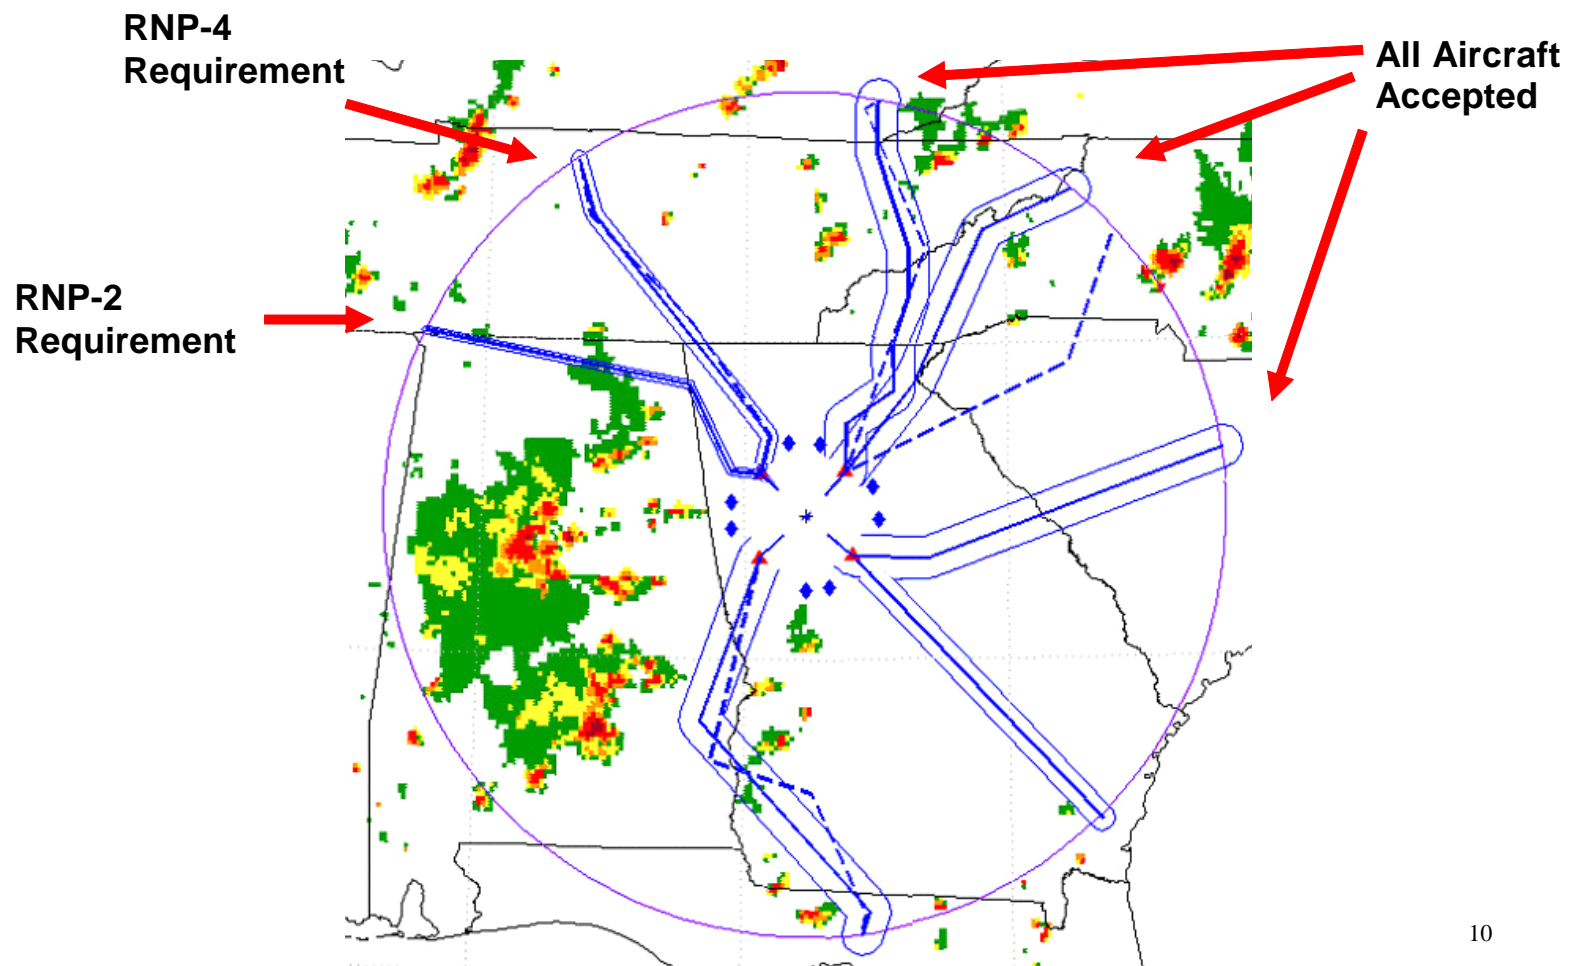 RNP-4
Requirement
All Aircraft
Accepted
RNP-2
Requirement
10